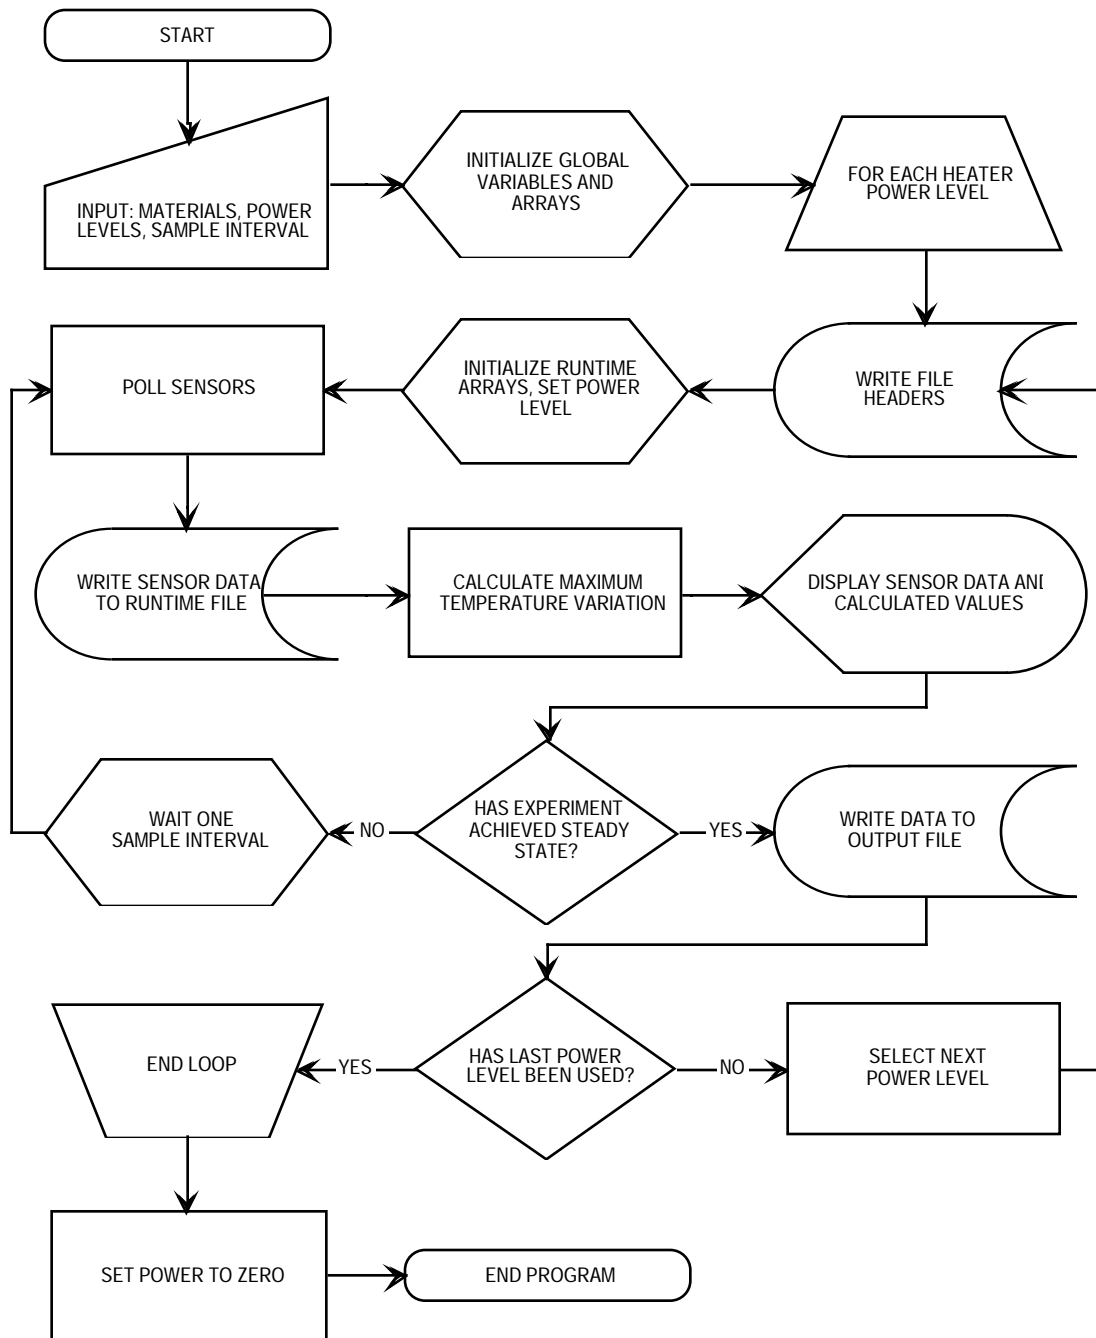 START
INPUT: MATERIALS, POWER
LEVELS, SAMPLE INTERVAL
INITIALIZE GLOBAL
VARIABLES AND
ARRAYS
FOR EACH HEATER
POWER LEVEL
POLL SENSORS
INITIALIZE RUNTIME
ARRAYS, SET POWER
LEVEL
WRITE FILE
HEADERS
WRITE SENSOR DATA
TO RUNTIME FILE
CALCULATE MAXIMUM
TEMPERATURE VARIATION
DISPLAY SENSOR DATA AND
CALCULATED VALUES
WAIT ONE
SAMPLE INTERVAL
NO
HAS EXPERIMENT
ACHIEVED STEADY
STATE?
YES
WRITE DATA TO
OUTPUT FILE
END LOOP
YES
HAS LAST POWER
LEVEL BEEN USED?
NO
SELECT NEXT
POWER LEVEL
SET POWER TO ZERO
END PROGRAM